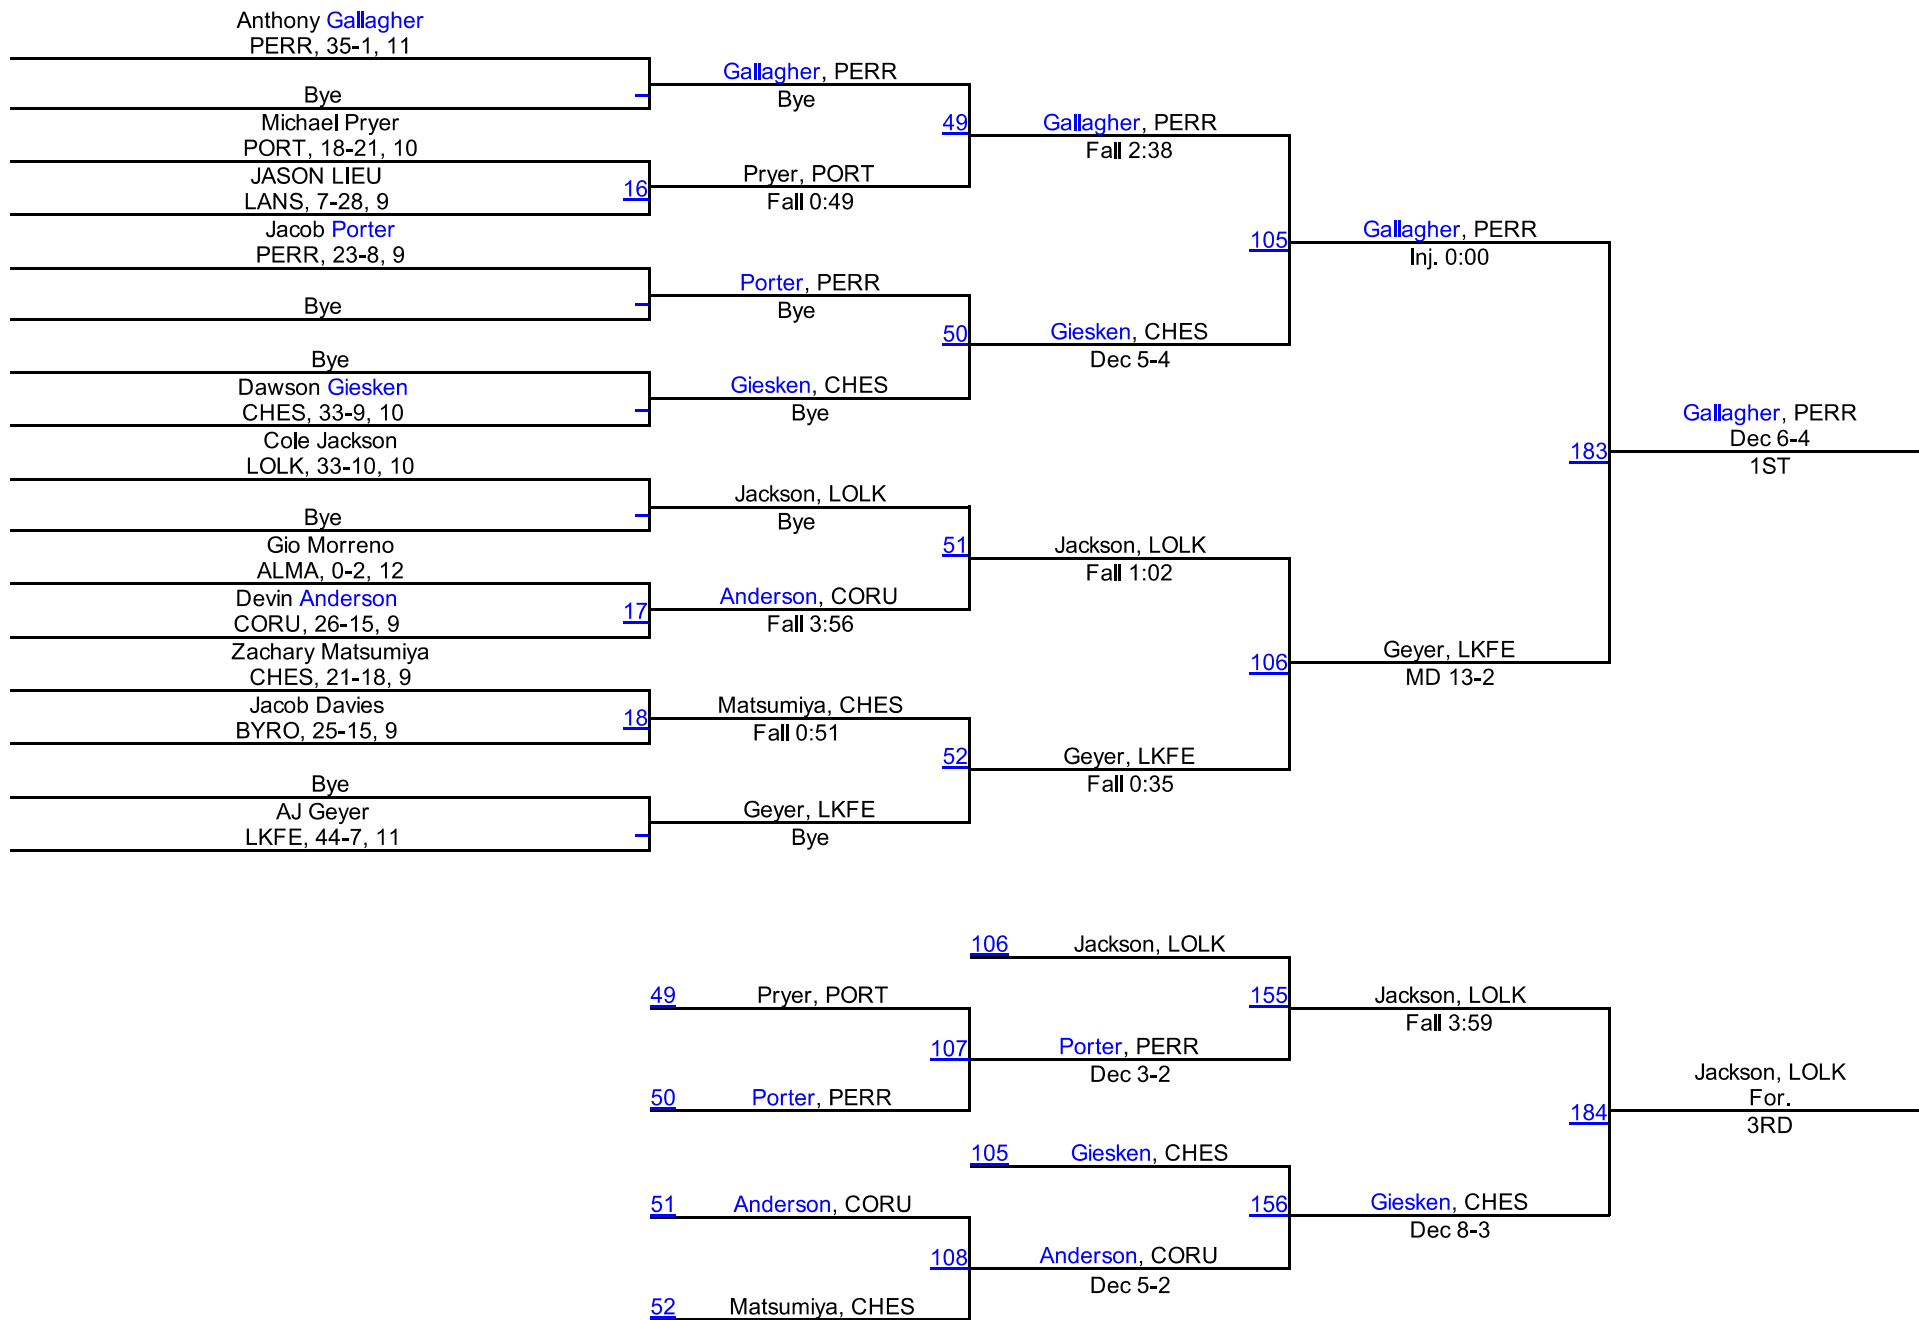 Anthony Gallagher
PERR, 35-1, 11
Bye
Michael Pryer
PORT, 18-21, 10
JASON LIEU
LANS, 7-28, 9
16
Jacob Porter
PERR, 23-8, 9
Bye
Bye
Dawson Giesken
CHES, 33-9, 10
Cole Jackson
LOLK, 33-10, 10
Bye
Gio Morreno
ALMA, 0-2, 12
Devin Anderson
CORU, 26-15, 9
17
Zachary Matsumiya
CHES, 21-18, 9
Jacob Davies
BYRO, 25-15, 9
18
Bye
AJ Geyer
LKFE, 44-7, 11
Gallagher, PERR
Bye
49
Pryer, PORT
Fall 0:49
Porter, PERR
Bye
50
Giesken, CHES
Bye
Jackson, LOLK
Bye
51
Anderson, CORU
Fall 3:56
Matsumiya, CHES
Fall 0:51
52
Geyer, LKFE
Bye
Gallagher, PERR
Fall 2:38
105
Giesken, CHES
Dec 5-4
Jackson, LOLK
Fall 1:02
106
Geyer, LKFE
Fall 0:35
Gallagher, PERR
Inj. 0:00
183
Geyer, LKFE
MD 13-2
Gallagher, PERR
Dec 6-4
1ST
49 Pryer, PORT
107
50 Porter, PERR
51 Anderson, CORU
108
52 Matsumiya, CHES
106 Jackson, LOLK
155
Porter, PERR
Dec 3-2
105 Giesken, CHES
156
Anderson, CORU
Dec 5-2
Jackson, LOLK
Fall 3:59
184
Giesken, CHES
Dec 8-3
Jackson, LOLK
For.
3RD